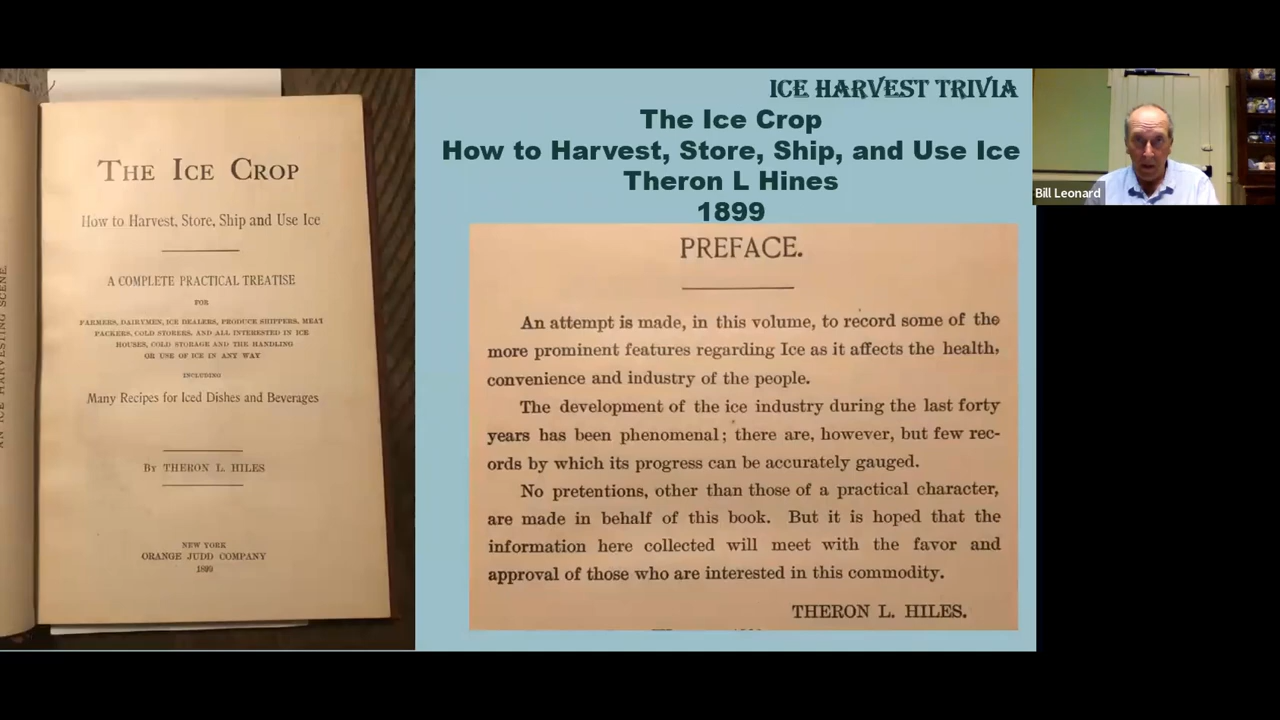 AN ICE HARVESTING SCENE.
THE ICE CROP
How to Harvest, Store, Ship and Use Ice
A COMPLETE PRACTICAL TREATISE
FOR
FARMERS, DAIRYMEN, ICE DEALERS, PRODUCE SHIPPERS, MEAT
PACKERS, COLD STORERS, AND ALL INTERESTED IN ICE
HOUSES, COLD STORAGE AND THE HANDLING
OR USE OF ICE IN ANY WAY
INCLUDING
Many Recipes for Iced Dishes and Beverages
By THERON L. HILES
NEW YORK
ORANGE JUDD COMPANY
1899
ICE HARVEST TRIVIA
The Ice Crop
How to Harvest, Store, Ship, and Use Ice
Theron L Hines
1899
PREFACE.
An attempt is made, in this volume, to record some of the
more prominent features regarding Ice as it affects the health,
convenience and industry of the people.
The development of the ice industry during the last forty
years has been phenomenal; there are, however, but few rec-
ords by which its progress can be accurately gauged.
No pretentions, other than those of a practical character,
are made in behalf of this book. But it is hoped that the
information here collected will meet with the favor and
approval of those who are interested in this commodity.
THERON L. HILES.
Bill Leonard